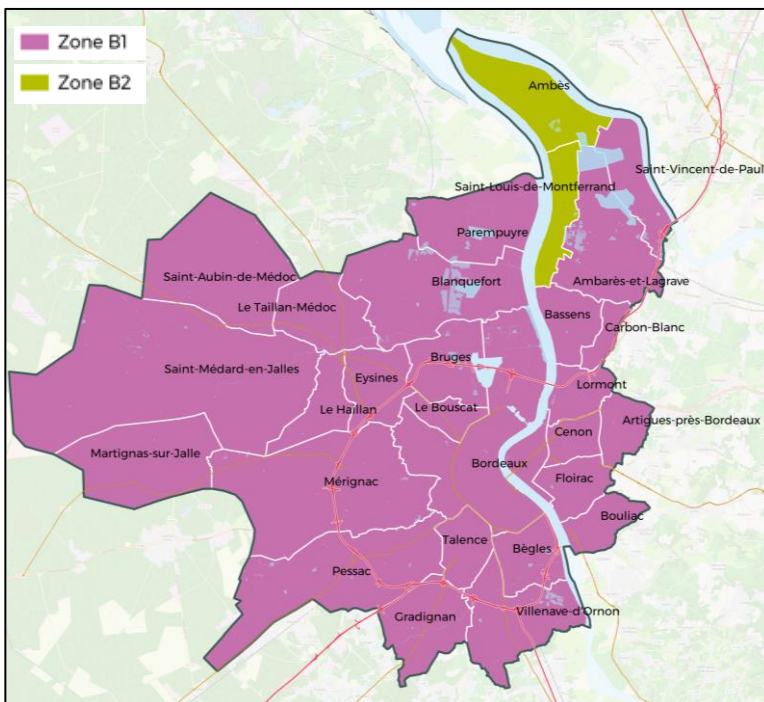 Zone B1
Zone B2
Ambès
Saint-Vincent-de-Paul
Saint-Louis-de-Montferrand
Parempuyre
Saint-Aubin-de-Médoc
Blanquefort
Ambarès-et-Lagrave
Le Taillan-Médoc
Bassens
Carbon-Blanc
Bruges
Saint-Médard-en-Jalles
Eysines
Lormont
Le Haillan
Le Bouscat
Artigues-près-Bordeaux
Cenon
Martignas-sur-Jalle
Bordeaux
Mérignac
Floirac
Bouliac
Talence
Bègles
Pessac
Villenave-d'Ornon
Gradignan